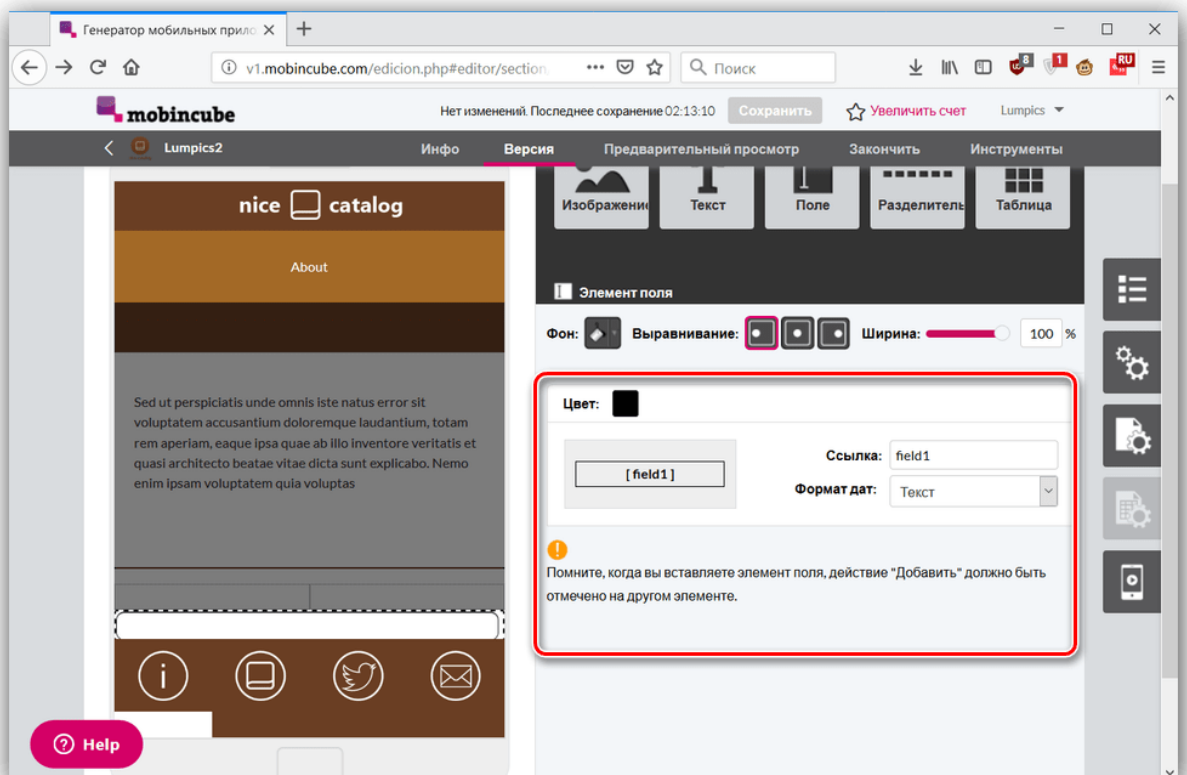 Генератор мобильных прило
v1.mobincube.com/edicion.php#editor/section
Поиск
8
1
RU
mobincube
Нет изменений. Последнее сохранение 02:13:10
Сохранить
Увеличить счет
Lumpics
Lumpics2
Инфо
Версия
Предварительный просмотр
Закончить
Инструменты
nice catalog
About
Sed ut perspiciatis unde omnis iste natus error sit
voluptatem accusantium doloremque laudantium, totam
rem aperiam, eaque ipsa quae ab illo inventore veritatis et
quasi architecto beatae vitae dicta sunt explicabo. Nemo
enim ipsam voluptatem quia voluptas
Изображени
Текст
Поле
Разделитель
Таблица
Элемент поля
Фон:
Выравнивание:
Ширина:
100 %
Цвет:
[ field1 ]
Ссылка: field1
Формат дат: Текст
Помните, когда вы вставляете элемент поля, действие "Добавить" должно быть
отмечено на другом элементе.
Help